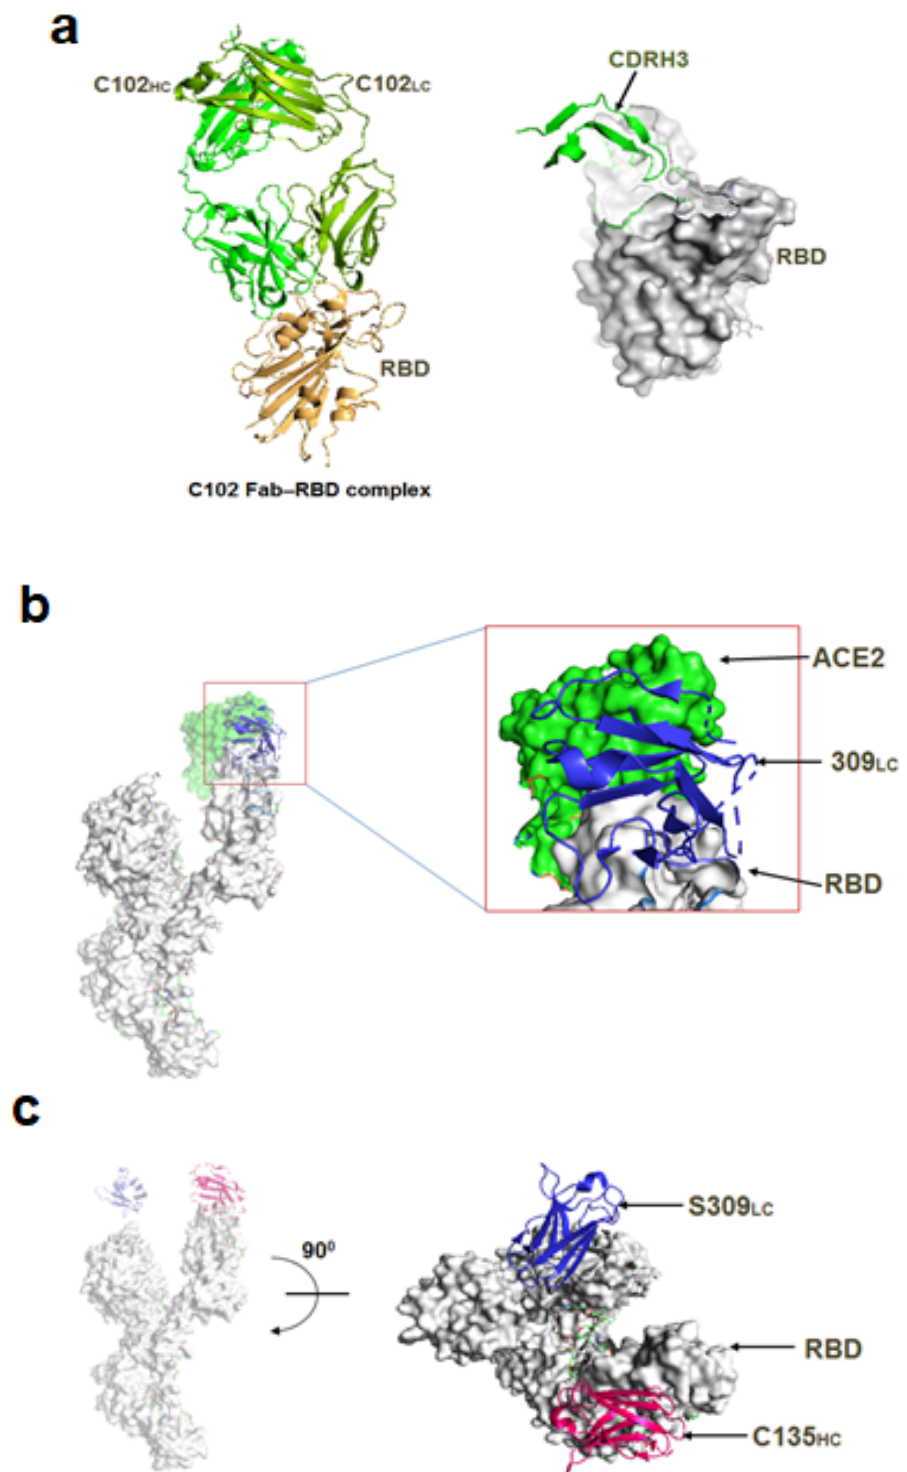 a
CDRH3
C102HC
C102LC
RBD
RBD
C102 Fab–RBD complex
b
ACE2
309LC
RBD
c
S309LC
90⁰
RBD
C135HC